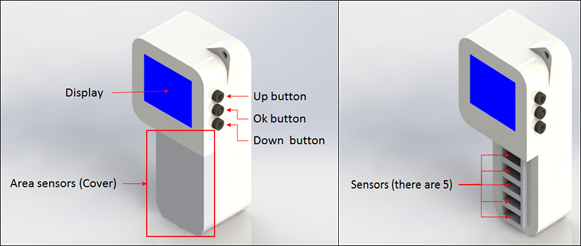 Display
Up button
Ok button
Down button
Area sensors (Cover)
Sensors (there are 5)